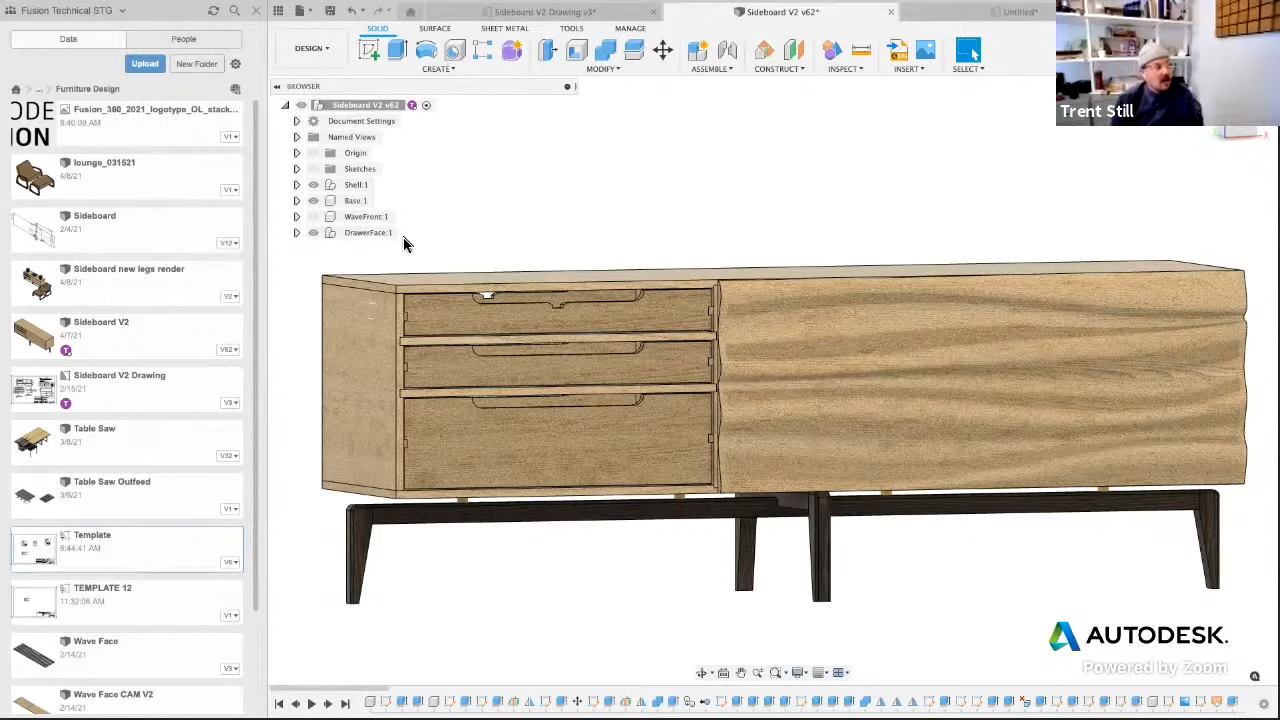 Fusion Technical STG
Sideboard V2 Drawing v3*
Sideboard V2 v62*
Untitled*
Data
People
SOLID
SURFACE
SHEET METAL
TOOLS
MANAGE
Upload
New Folder
DESIGN
CREATE
MODIFY
ASSEMBLE
CONSTRUCT
INSPECT
INSERT
SELECT
...
Furniture Design
BROWSER
Trent Still
ODE
ION
Fusion_360_2021_logotype_OL_stack...
8:40:09 AM
V1
lounge_031521
4/8/21
V1
Sideboard
2/4/21
V12
Sideboard new legs render
4/8/21
V2
Sideboard V2
4/7/21
V62
T
Sideboard V2 Drawing
2/15/21
V3
T
Table Saw
3/8/21
V32
Table Saw Outfeed
3/9/21
V1
Template
8:44:41 AM
V6
TEMPLATE 12
11:32:06 AM
V1
Wave Face
2/14/21
V3
Wave Face CAM V2
2/14/21
Sideboard V2 v62
Document Settings
Named Views
Origin
Sketches
Shell:1
Base:1
WaveFront:1
DrawerFace:1
X
AUTODESK.
Powered by Zoom